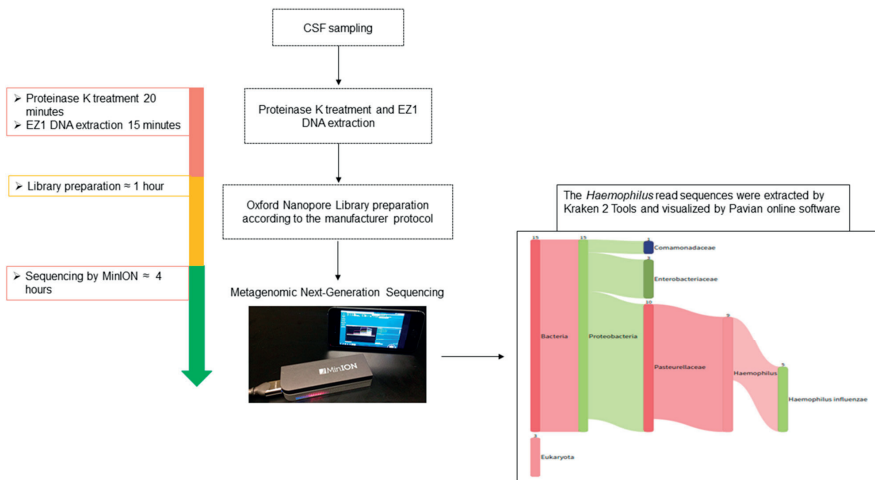 CSF sampling
➢ Proteinase K treatment 20
minutes
➢ EZ1 DNA extraction 15 minutes
Proteinase K treatment and EZ1
DNA extraction
➢ Library preparation ≈ 1 hour
Oxford Nanopore Library preparation
according to the manufacturer protocol
➢ Sequencing by MinION ≈ 4
hours
Metagenomic Next-Generation Sequencing
MinION
The Haemophilus read sequences were extracted by
Kraken 2 Tools and visualized by Pavian online software
Comamonadaceae
Enterobacteriaceae
Bacteria
Proteobacteria
Pasteurellaceae
Haemophilus
Haemophilus influenzae
Eukaryota